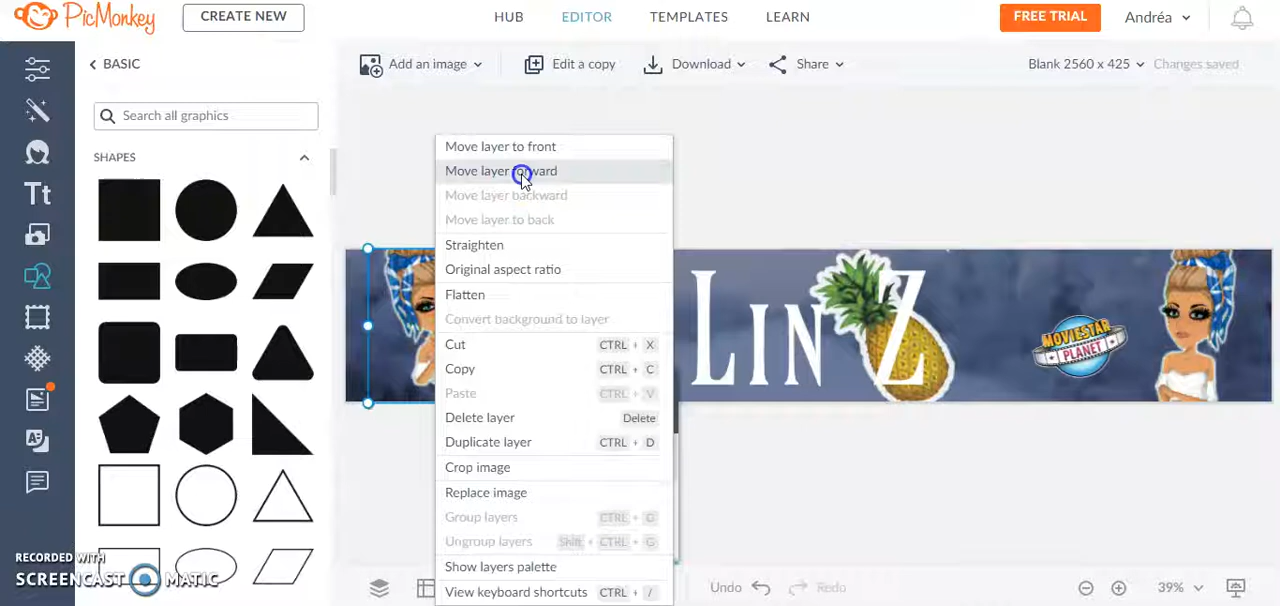 PicMonkey
CREATE NEW
HUB
EDITOR
TEMPLATES
LEARN
FREE TRIAL
Andréa
BASIC
Add an image
Edit a copy
Download
Share
Blank 2560 x 425
Changes saved
Search all graphics
SHAPES
Tt
Move layer to front
Move layer forward
Move layer backward
Move layer to back
Straighten
Original aspect ratio
Flatten
Convert background to layer
Cut CTRL + X
Copy CTRL + C
Paste CTRL + V
Delete layer Delete
Duplicate layer CTRL + D
Crop image
Replace image
Group layers CTRL + G
Ungroup layers Shift + CTRL + G
Show layers palette
View keyboard shortcuts CTRL + /
LINZ
MOVIESTAR
PLANET
RECORDED WITH
SCREENCAST MATIC
Undo
Redo
39%